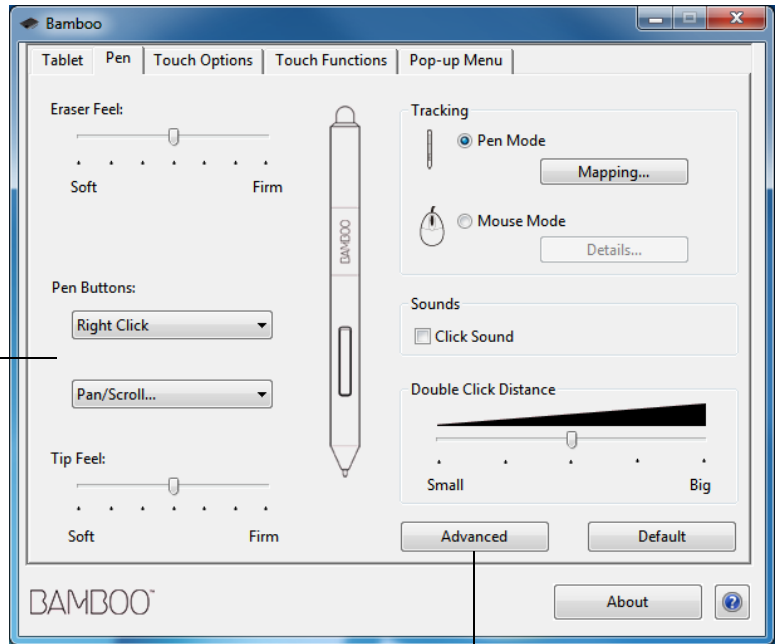 Bamboo
Tablet Pen Touch Options Touch Functions Pop-up Menu
Eraser Feel:
Soft Firm
Pen Buttons:
Right Click
Pan/Scroll...
Tip Feel:
Soft Firm
BAMBOO
Tracking
Pen Mode
Mapping...
Mouse Mode
Details...
Sounds
Click Sound
Double Click Distance
Small Big
Advanced Default
BAMBOO™ About ?